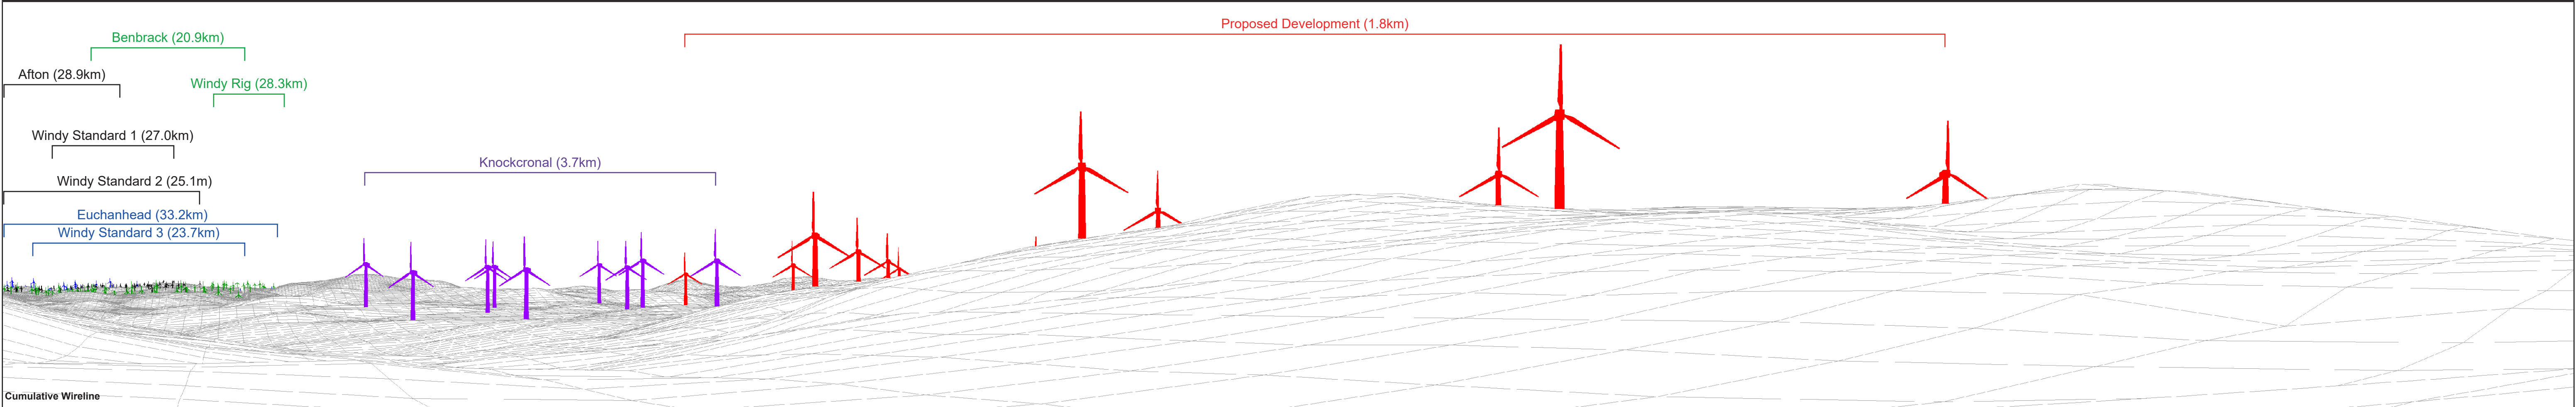 Proposed Development (1.8km)
Benbrack (20.9km)
Afton (28.9km)
Windy Rig (28.3km)
Windy Standard 1 (27.0km)
Knockcronal (3.7km)
Windy Standard 2 (25.1m)
Euchanhead (33.2km)
Windy Standard 3 (23.7km)
Cumulative Wireline